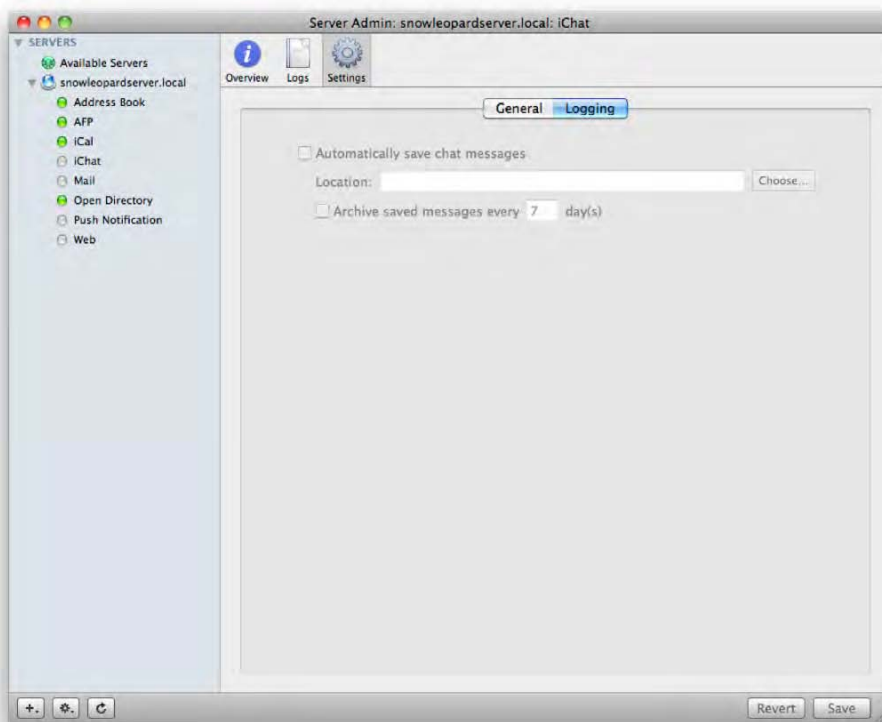 Server Admin: snowleopardserver.local: iChat
SERVERS
Available Servers
snowleopardserver.local
Address Book
AFP
iCal
iChat
Mail
Open Directory
Push Notification
Web
Overview Logs Settings
General Logging
Automatically save chat messages
Location: Choose...
Archive saved messages every 7 day(s)
Revert Save